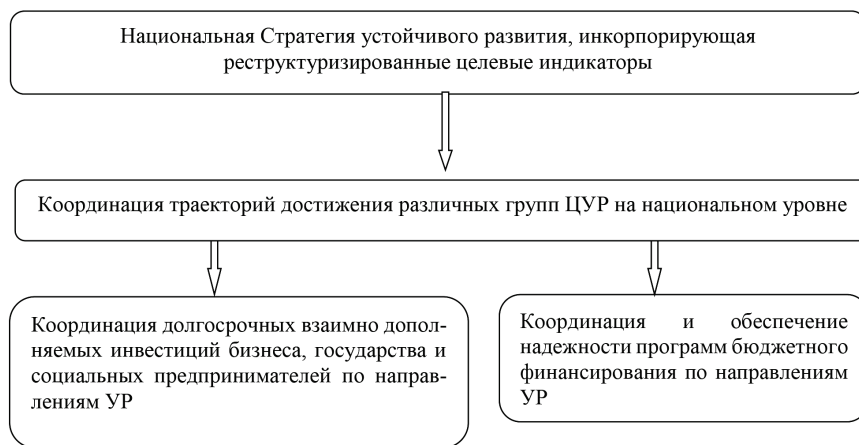 Национальная Стратегия устойчивого развития, инкорпорирующая
реструктуризированные целевые индикаторы
Координация траекторий достижения различных групп ЦУР на национальном уровне
Координация долгосрочных взаимно допол-
няемых инвестиций бизнеса, государства и
социальных предпринимателей по направ-
лениям УР
Координация и обеспечение
надежности программ бюджетного
финансирования по направлениям
УР